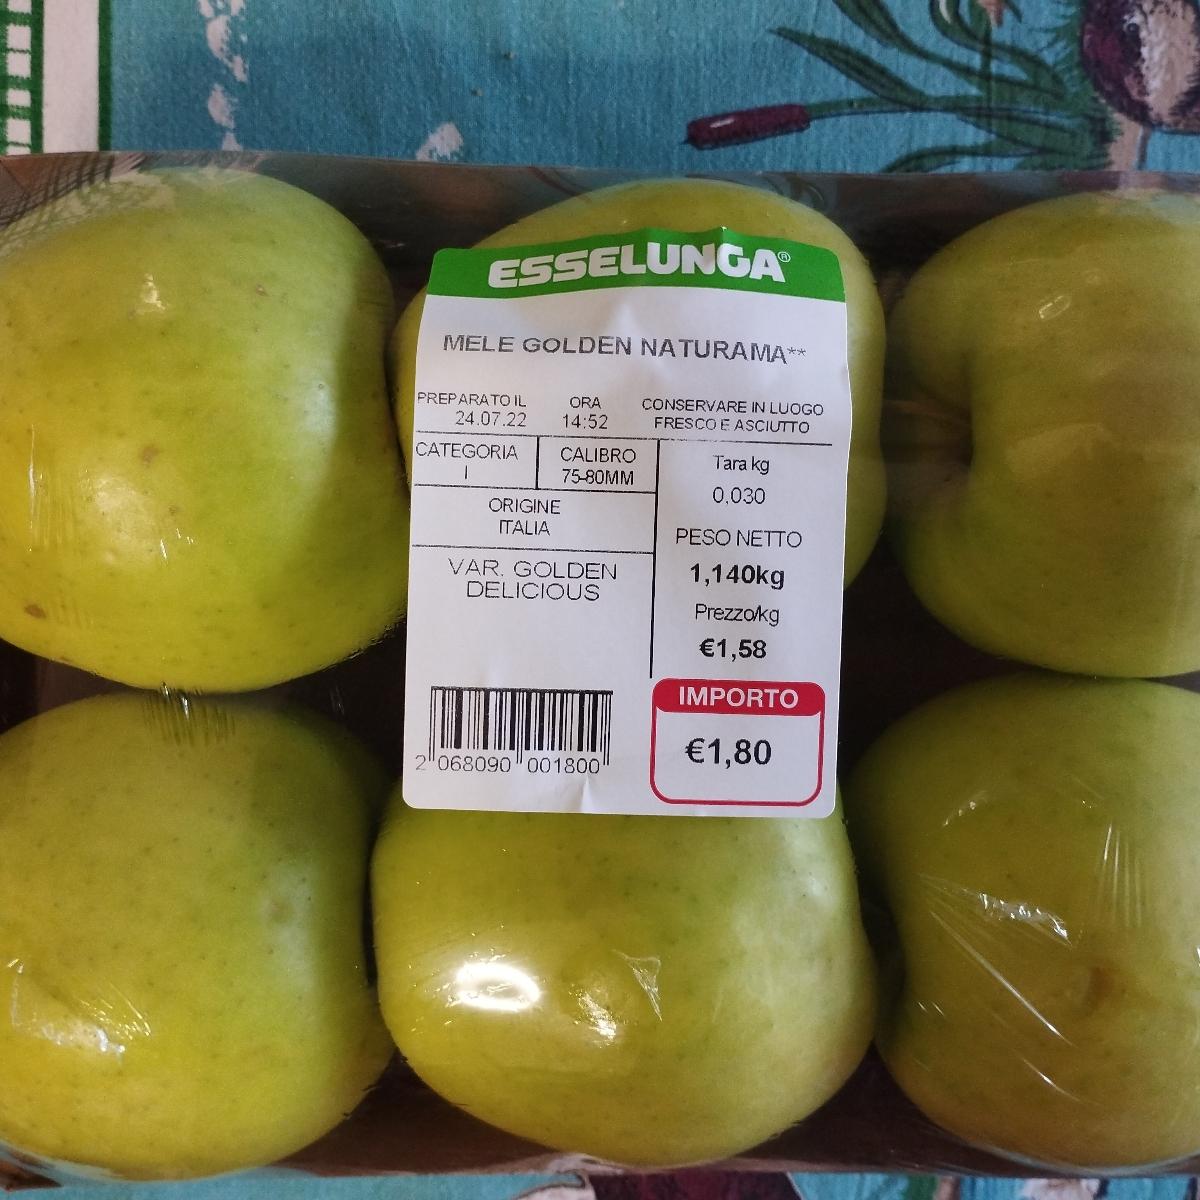 ESSELUNGA®
MELE GOLDEN NATURAMA**
PREPARATO IL
24.07.22
ORA
14:52
CONSERVARE IN LUOGO
FRESCO E ASCIUTTO
CATEGORIA
I
CALIBRO
75-80MM
ORIGINE
ITALIA
VAR. GOLDEN
DELICIOUS
Tara kg
0,030
PESO NETTO
1,140kg
Prezzo/kg
€1,58
IMPORTO
€1,80
2 068090 001800